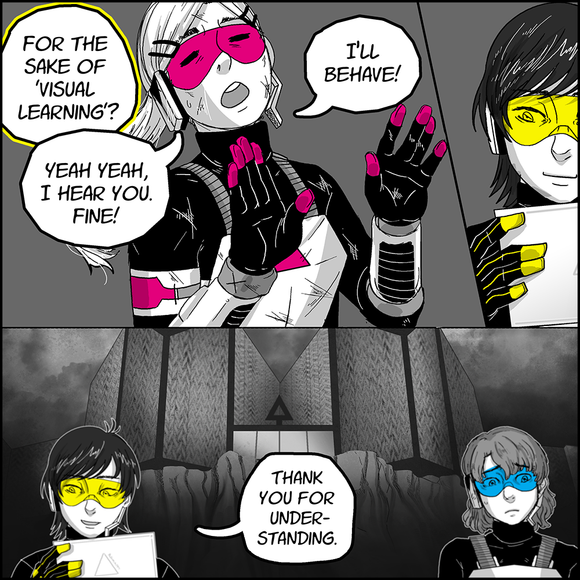 FOR THE
SAKE OF
'VISUAL
LEARNING'?
YEAH YEAH,
I HEAR YOU.
FINE!
I'LL
BEHAVE!
THANK
YOU FOR
UNDER-
STANDING.